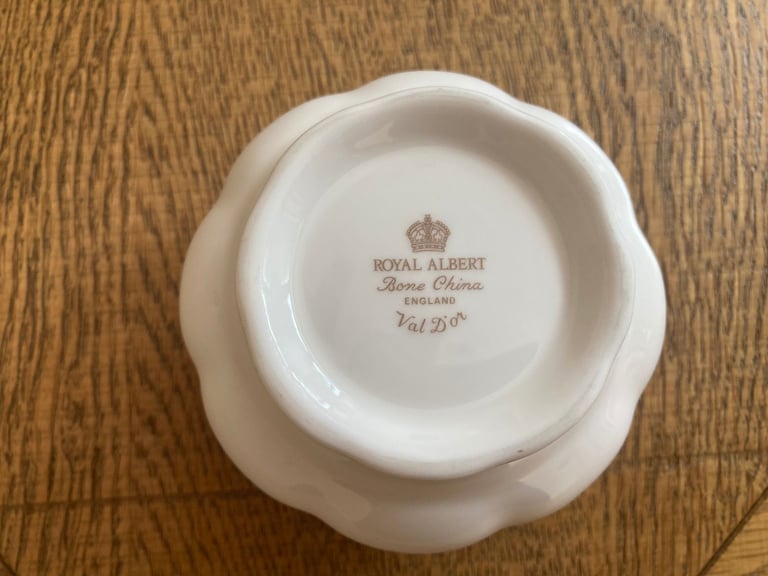 ROYAL ALBERT
Bone China
ENGLAND
Val D'or